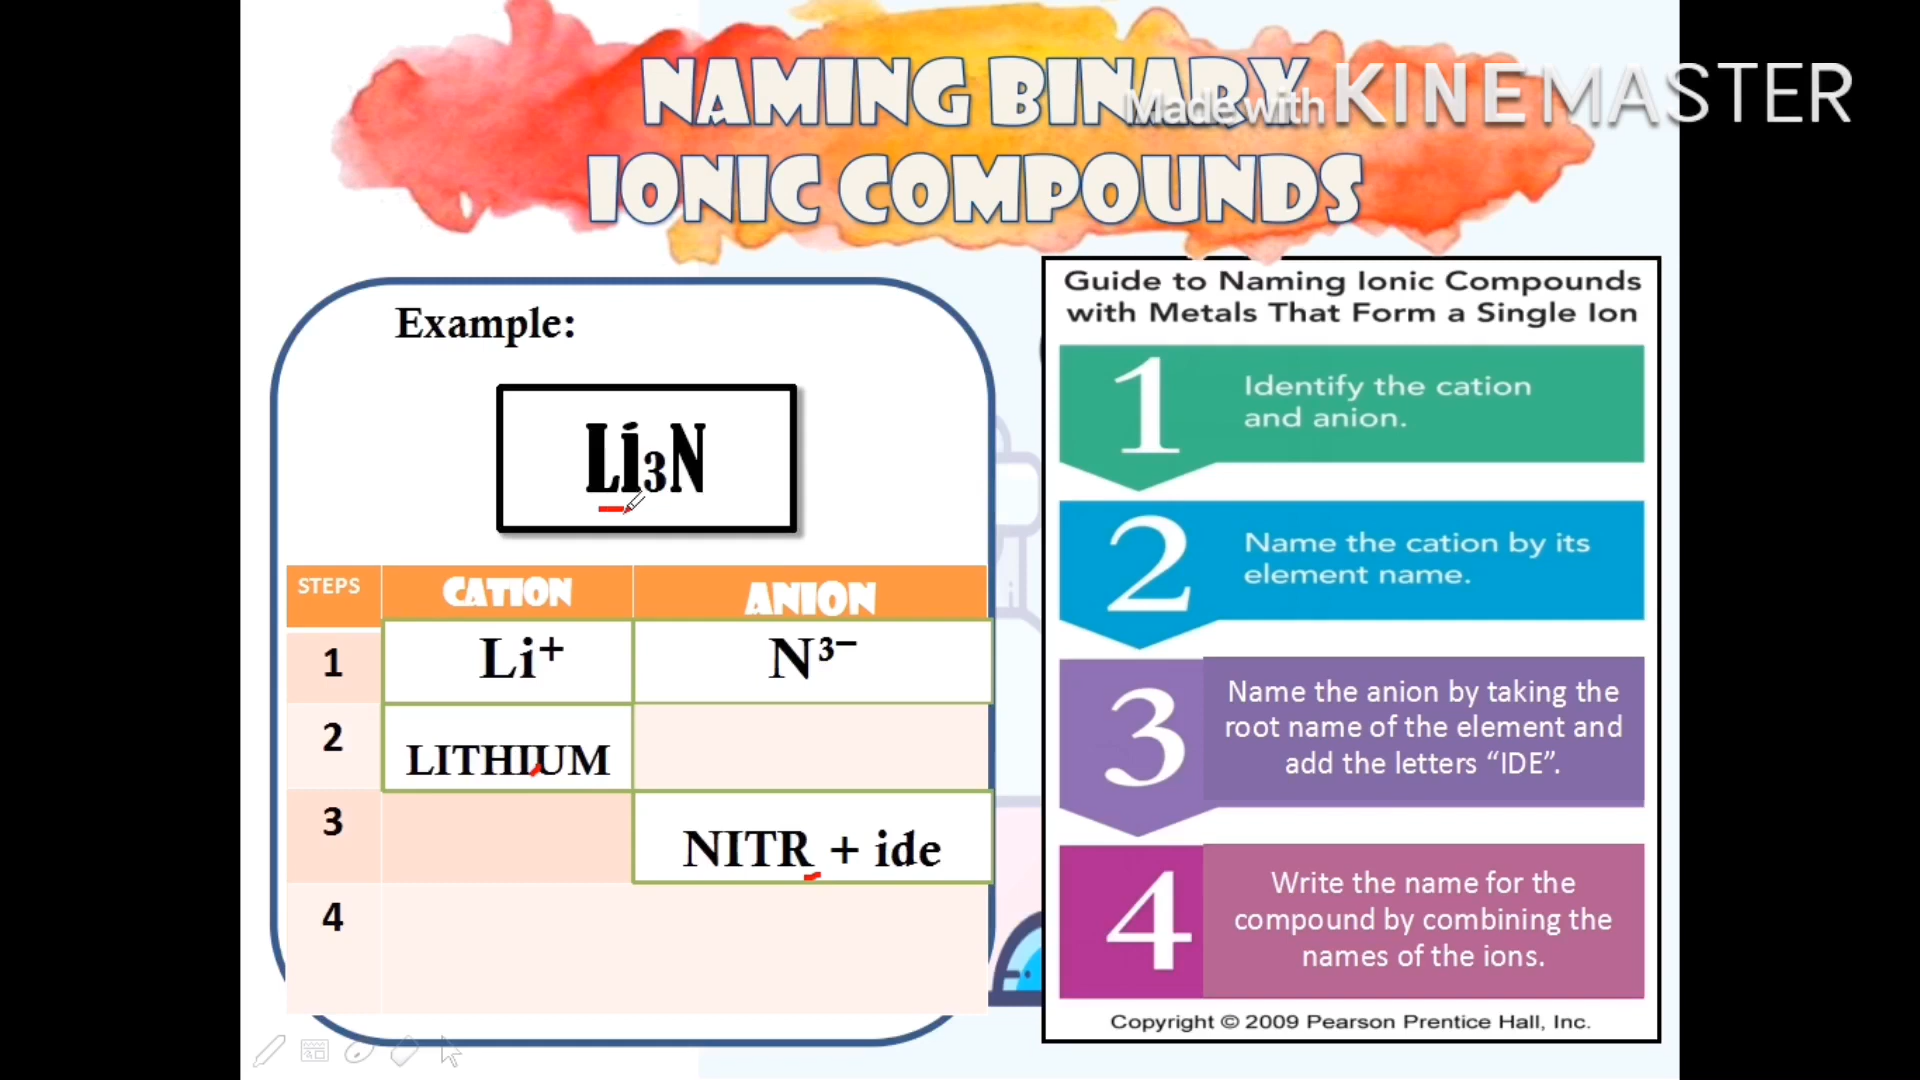 NAMING BINARY
Made with KINEMASTER
IONIC COMPOUNDS
Example:
Li₃N
STEPS CATION ANION
1 Li⁺ N³⁻
2 LITHIUM
3 NITR + ide
4
Guide to Naming Ionic Compounds
with Metals That Form a Single Ion
1 Identify the cation
and anion.
2 Name the cation by its
element name.
3 Name the anion by taking the
root name of the element and
add the letters “IDE”.
4 Write the name for the
compound by combining the
names of the ions.
Copyright © 2009 Pearson Prentice Hall, Inc.